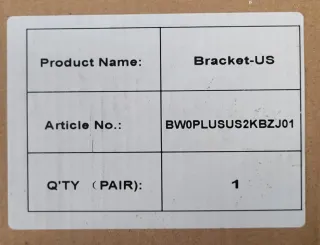 Product Name: Bracket-US
Article No.: BW0PLUSUS2KBZJ01
Q'TY （PAIR): 1